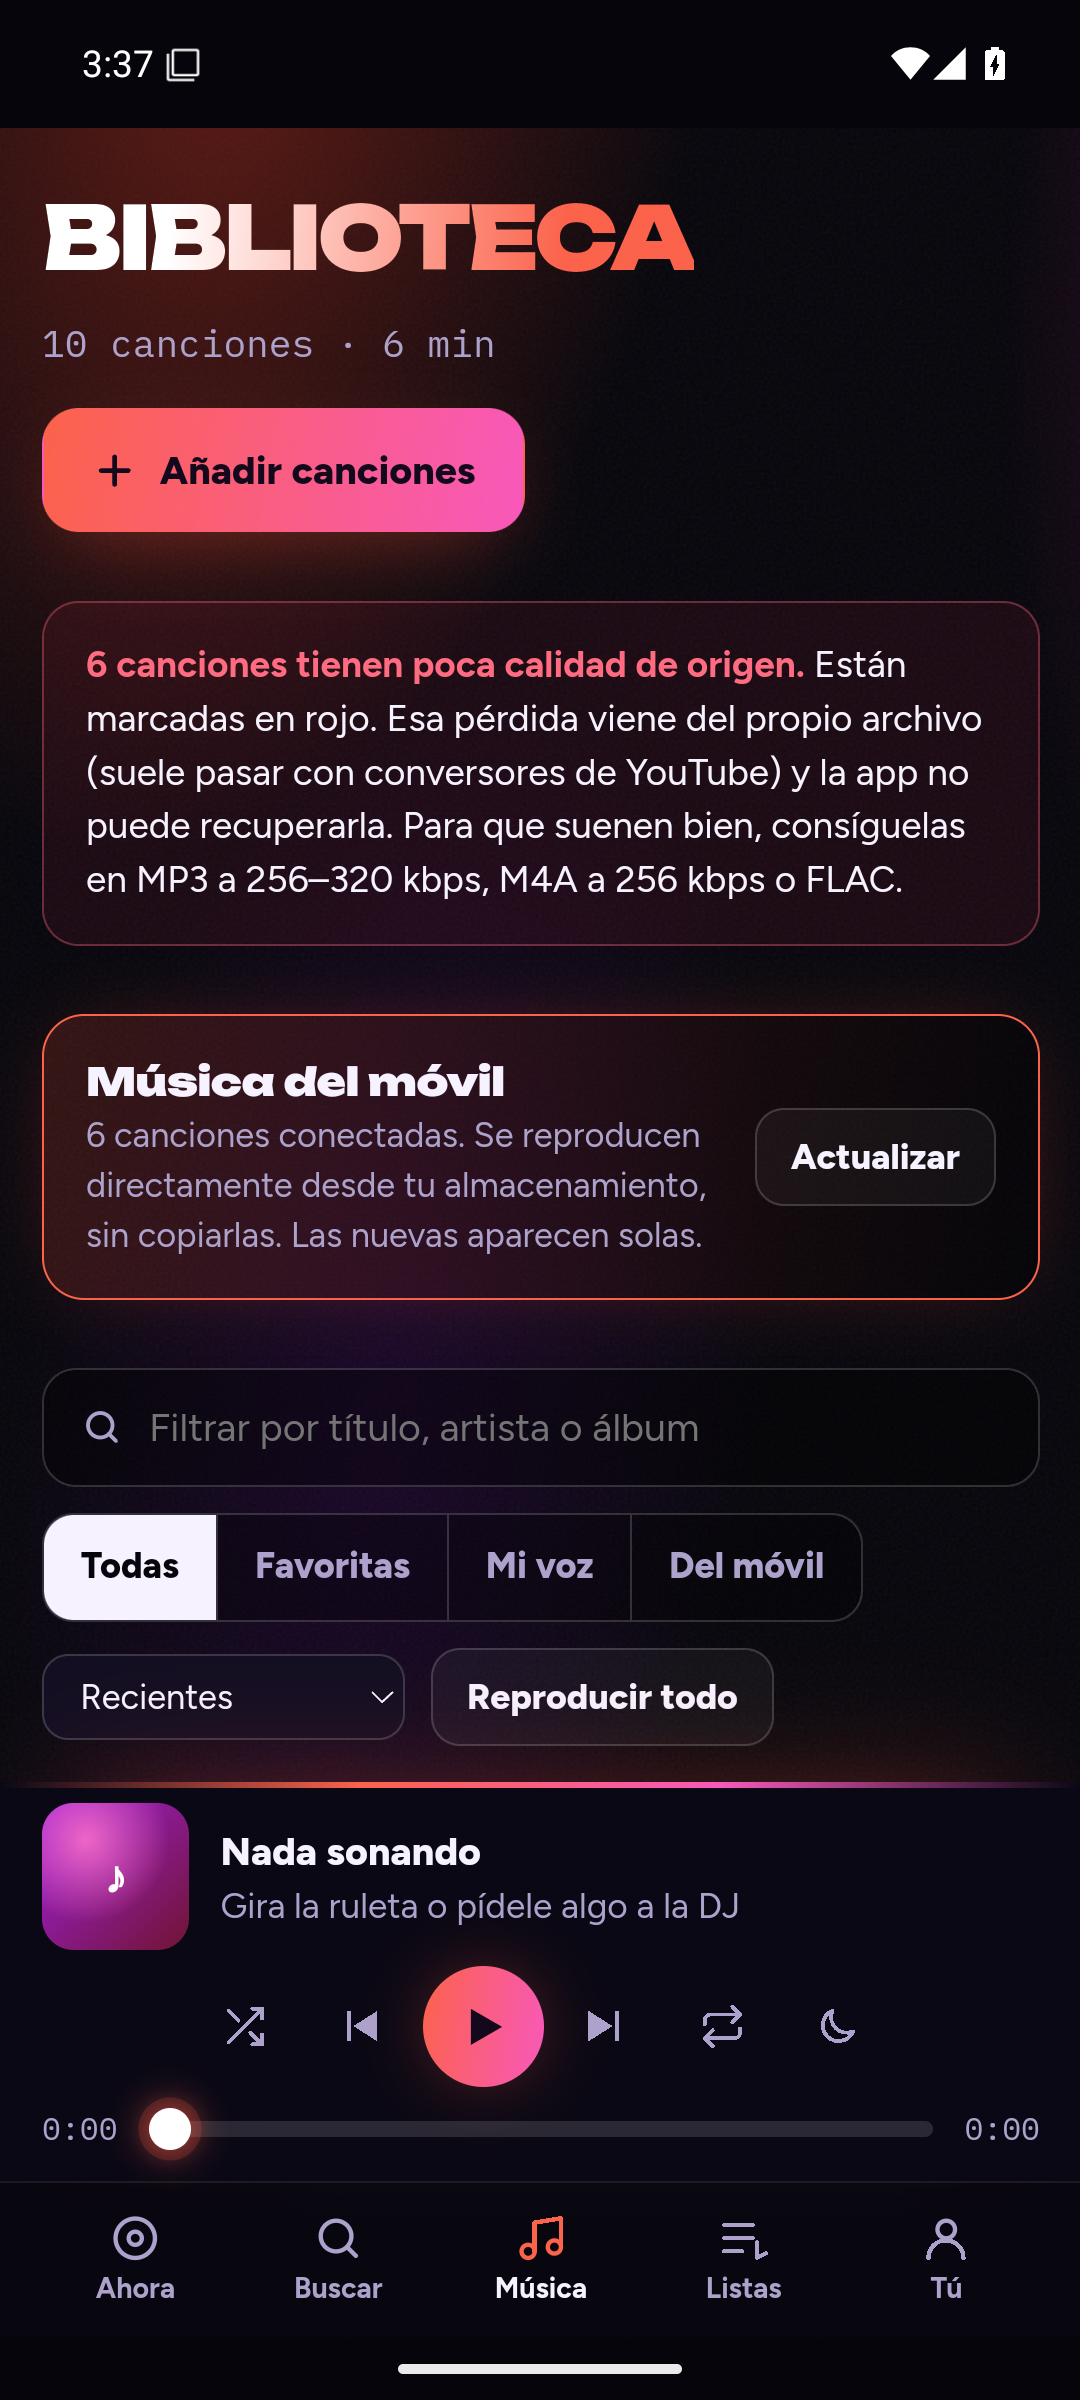 3:37
BIBLIOTECA
10 canciones · 6 min
Añadir canciones
6 canciones tienen poca calidad de origen. Están
marcadas en rojo. Esa pérdida viene del propio archivo
(suele pasar con conversores de YouTube) y la app no
puede recuperarla. Para que suenen bien, consíguelas
en MP3 a 256–320 kbps, M4A a 256 kbps o FLAC.
Música del móvil
6 canciones conectadas. Se reproducen
directamente desde tu almacenamiento,
sin copiarlas. Las nuevas aparecen solas.
Actualizar
Filtrar por título, artista o álbum
Todas Favoritas Mi voz Del móvil
Recientes Reproducir todo
Nada sonando
Gira la ruleta o pídele algo a la DJ
0:00 0:00
Ahora Buscar Música Listas Tú